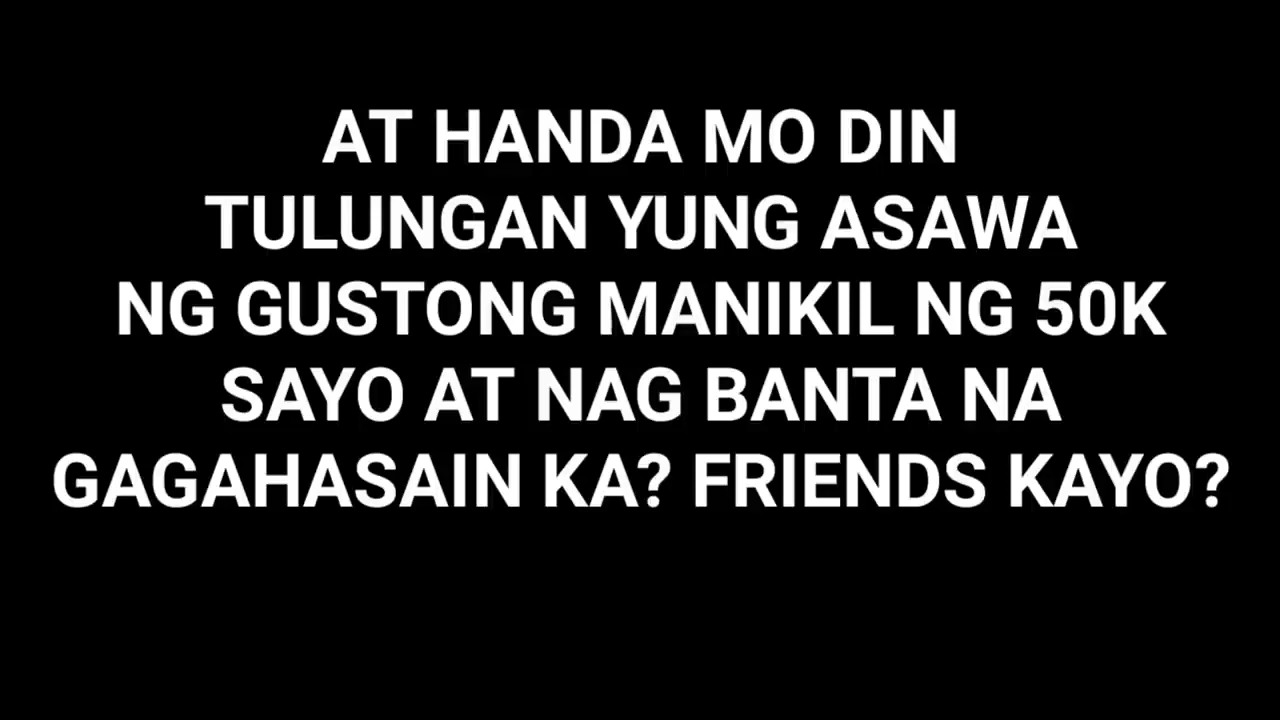 AT HANDA MO DIN
TULUNGAN YUNG ASAWA
NG GUSTONG MANIKIL NG 50K
SAYO AT NAG BANTA NA
GAGAHASAIN KA? FRIENDS KAYO?